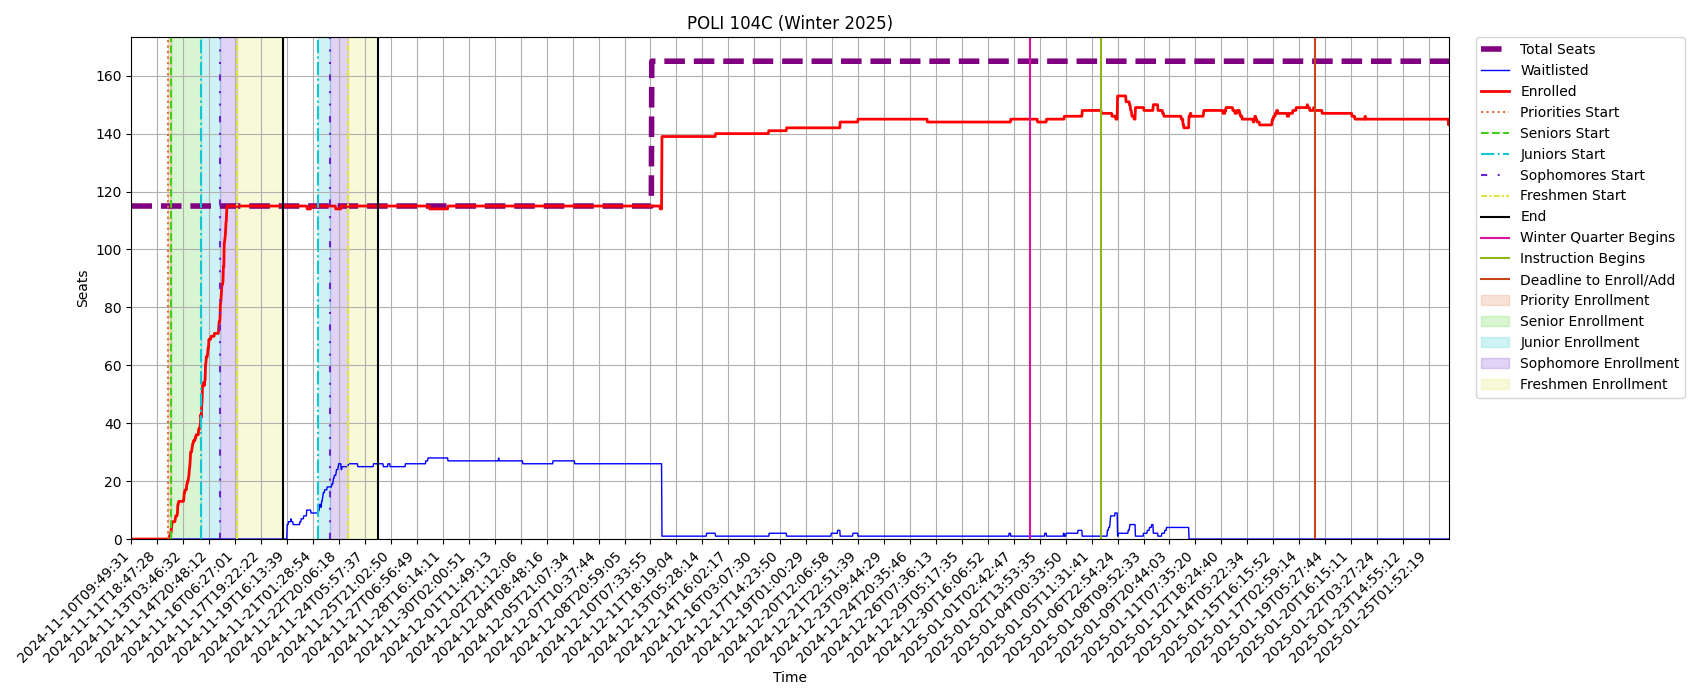 POLI 104C (Winter 2025)
Seats
160
140
120
100
80
60
40
20
0
2024-11-10T09:49:31
2024-11-11T18:47:28
2024-11-13T03:46:32
2024-11-14T20:48:12
2024-11-16T06:27:01
2024-11-17T19:22:22
2024-11-19T16:13:39
2024-11-21T01:28:54
2024-11-22T20:06:18
2024-11-24T05:57:37
2024-11-25T21:02:50
2024-11-27T06:56:49
2024-11-28T16:14:11
2024-11-30T02:00:51
2024-12-01T11:49:13
2024-12-02T21:12:06
2024-12-04T08:48:16
2024-12-05T21:07:34
2024-12-07T10:37:44
2024-12-08T20:59:05
2024-12-10T07:33:55
2024-12-11T18:19:04
2024-12-13T05:28:14
2024-12-14T16:02:17
2024-12-16T03:07:30
2024-12-17T14:23:50
2024-12-19T01:00:29
2024-12-20T12:06:58
2024-12-21T22:51:39
2024-12-23T09:44:29
2024-12-24T20:35:46
2024-12-26T07:36:13
2024-12-27T18:32:13
2024-12-29T05:17:35
2024-12-30T16:06:52
2025-01-01T02:42:47
2025-01-02T13:53:35
2025-01-04T00:33:50
2025-01-05T11:31:41
2025-01-06T22:54:24
2025-01-08T09:52:33
2025-01-09T20:44:03
2025-01-11T07:35:20
2025-01-12T18:24:40
2025-01-14T05:22:34
2025-01-15T16:15:52
2025-01-17T02:59:14
2025-01-19T05:27:44
2025-01-20T16:15:11
2025-01-22T03:27:24
2025-01-23T14:55:12
2025-01-25T01:52:19
Time
Total Seats
Waitlisted
Enrolled
Priorities Start
Seniors Start
Juniors Start
Sophomores Start
Freshmen Start
End
Winter Quarter Begins
Instruction Begins
Deadline to Enroll/Add
Priority Enrollment
Senior Enrollment
Junior Enrollment
Sophomore Enrollment
Freshmen Enrollment